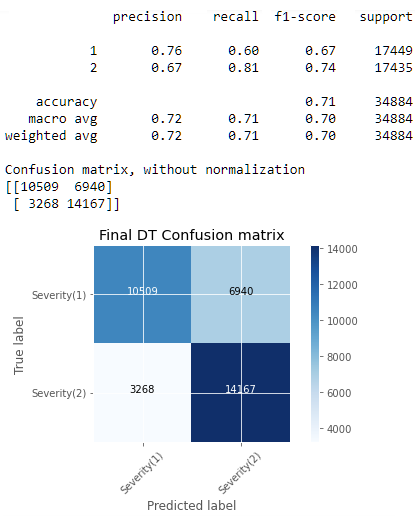 precision recall f1-score support
1 0.76 0.60 0.67 17449
2 0.67 0.81 0.74 17435
accuracy 0.71 34884
macro avg 0.72 0.71 0.70 34884
weighted avg 0.72 0.71 0.70 34884
Confusion matrix, without normalization
[[10509 6940]
[ 3268 14167]]
Final DT Confusion matrix
14000
12000
10000
8000
6000
4000
True label
Severity(1)
10509 6940
Severity(2)
3268 14167
Severity(1)
Severity(2)
Predicted label